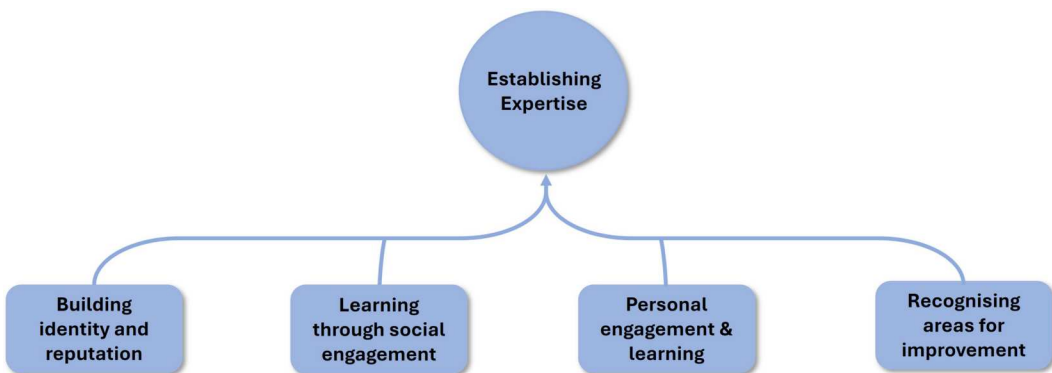 Establishing
Expertise
Building
identity and
reputation
Learning
through social
engagement
Personal
engagement &
learning
Recognising
areas for
improvement